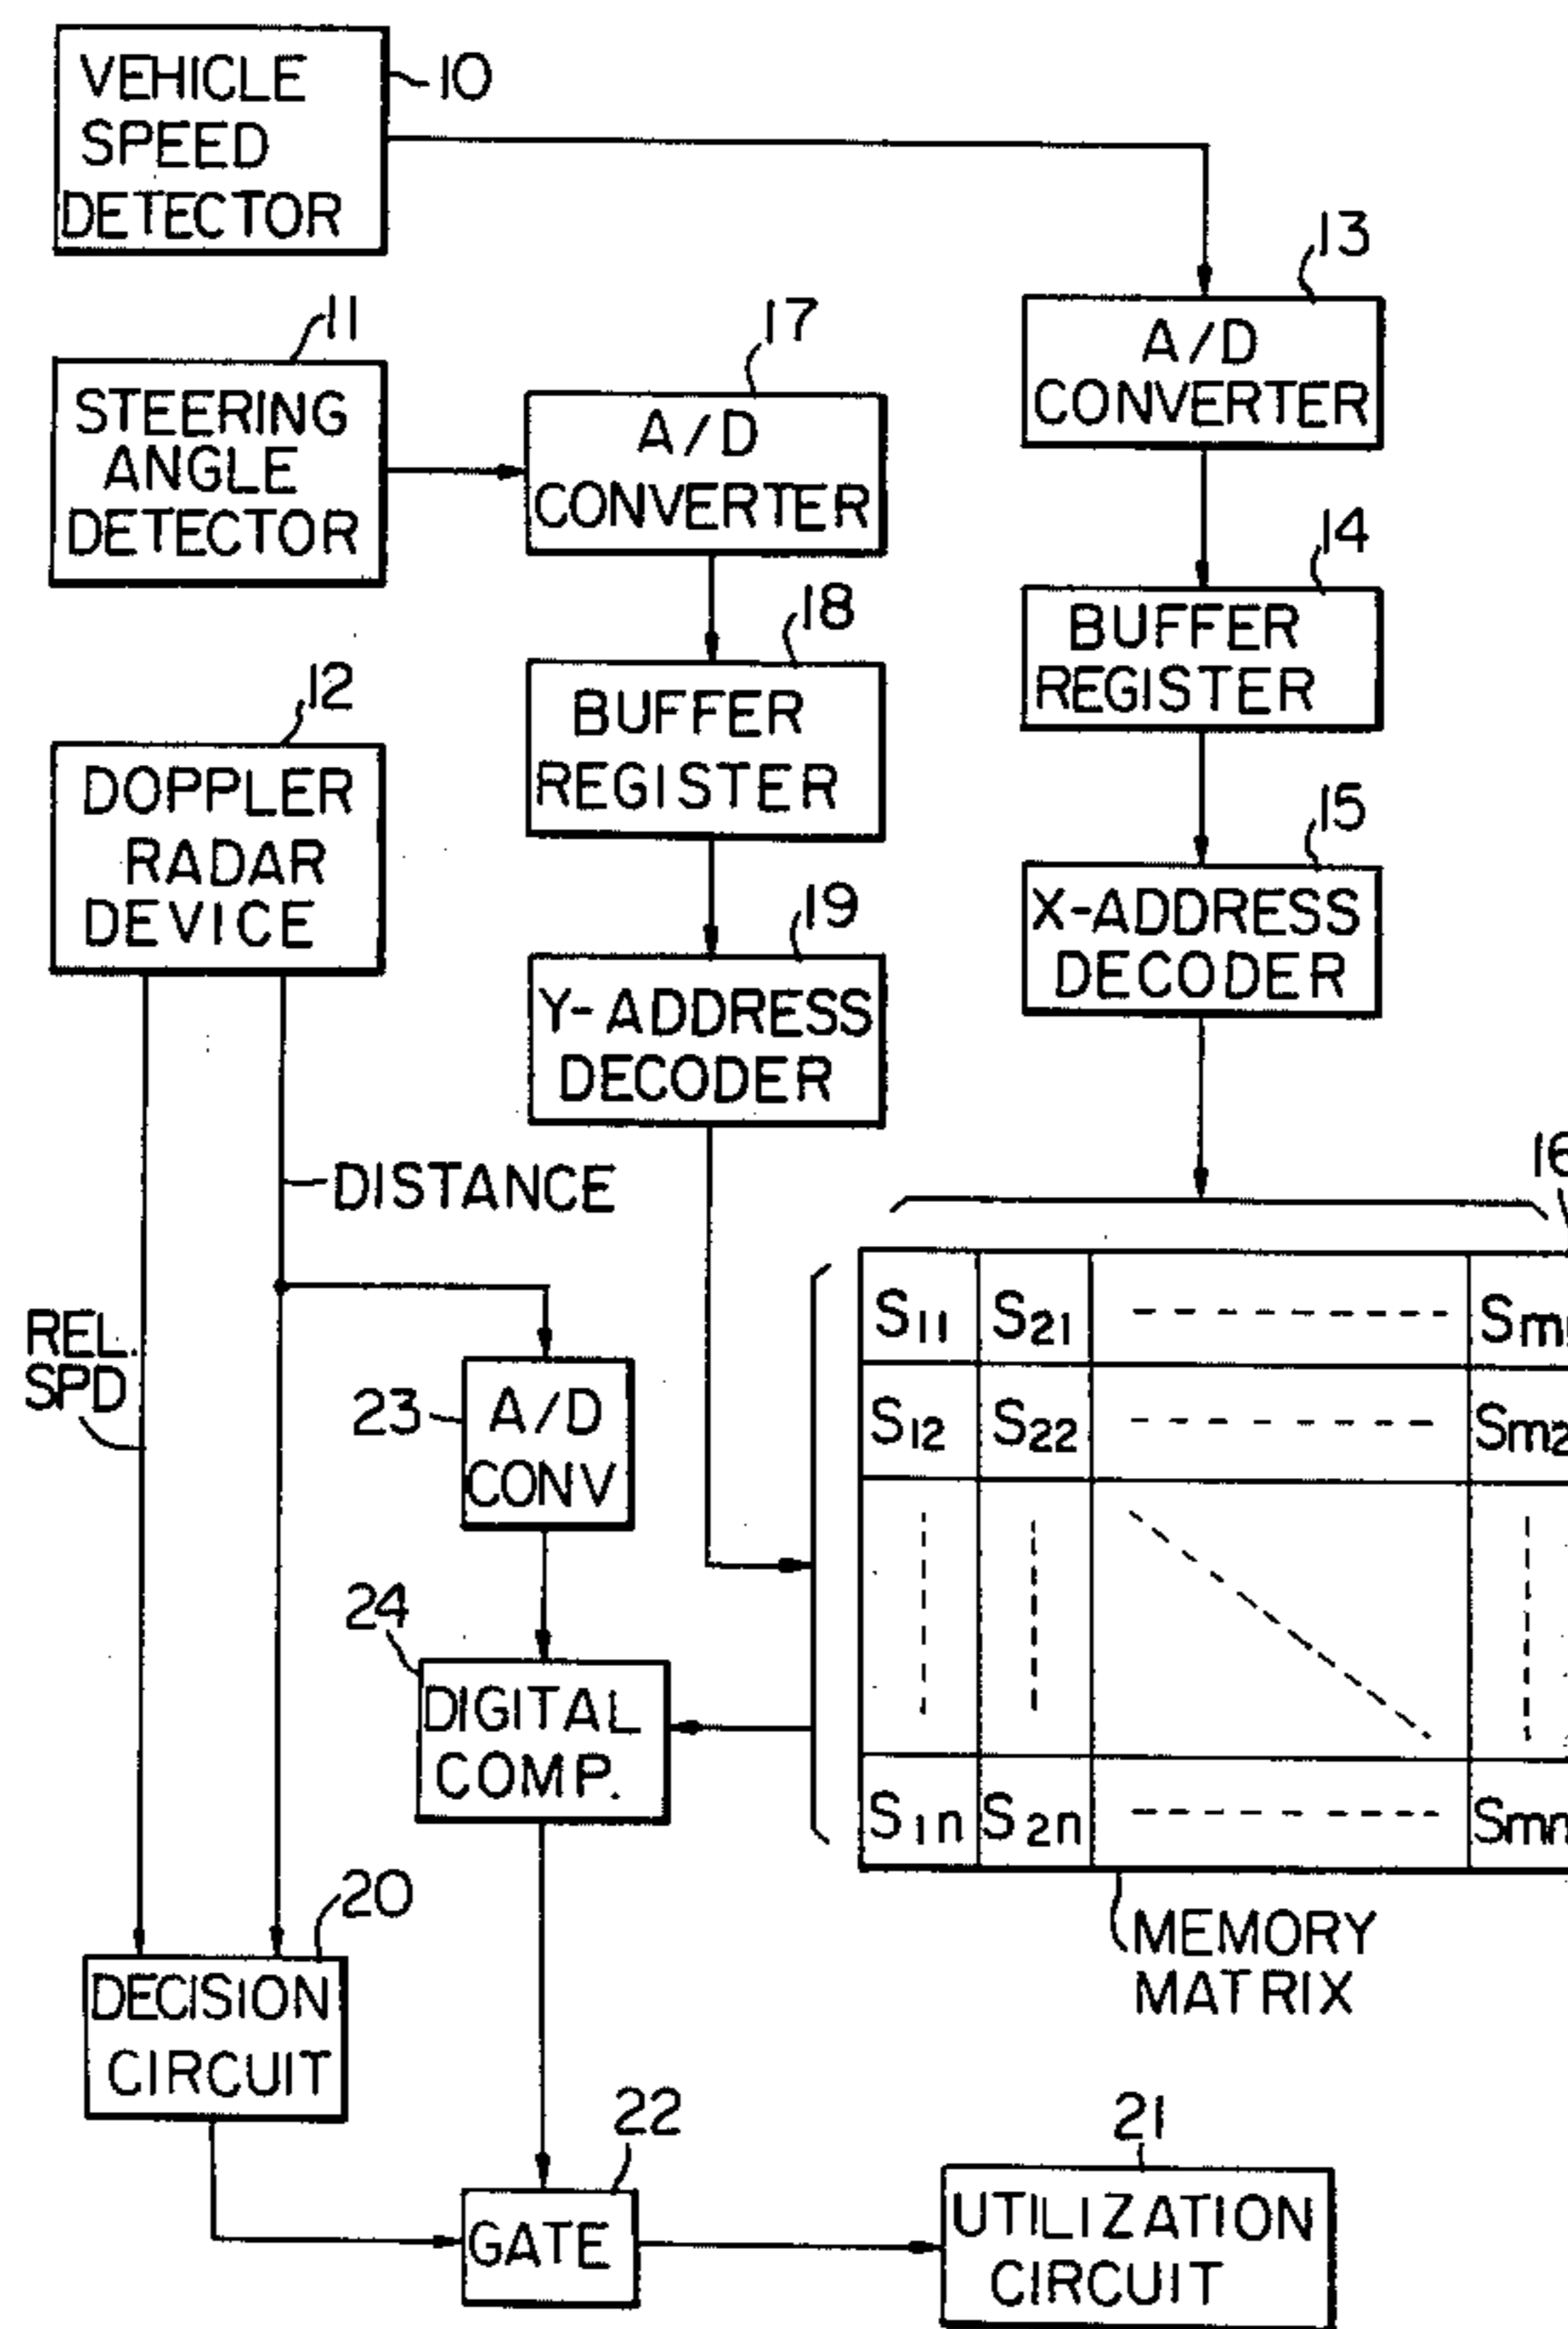 VEHICLE
SPEED
DETECTOR
10
13
A/D
CONVERTER
11
STEERING
ANGLE
DETECTOR
17
A/D
CONVERTER
14
BUFFER
REGISTER
18
BUFFER
REGISTER
12
DOPPLER
RADAR
DEVICE
15
X-ADDRESS
DECODER
19
Y-ADDRESS
DECODER
DISTANCE
REL.
SPD
23
A/D
CONV
24
DIGITAL
COMP.
S11 S21
S12 S22 Sm2
S1n S2n Smn
MEMORY
MATRIX
20
DECISION
CIRCUIT
22
GATE
21
UTILIZATION
CIRCUIT